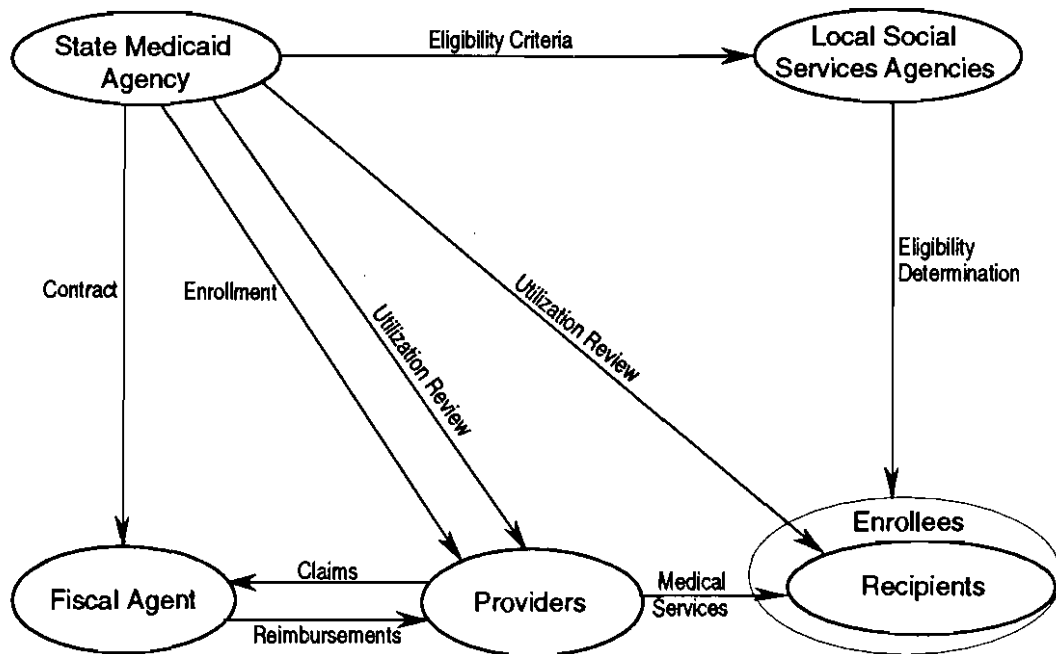 State Medicaid
Agency
Eligibility Criteria
Local Social
Services Agencies
Contract
Enrollment
Utilization Review
Utilization Review
Eligibility
Determination
Enrollees
Fiscal Agent
Claims
Reimbursements
Providers
Medical
Services
Recipients